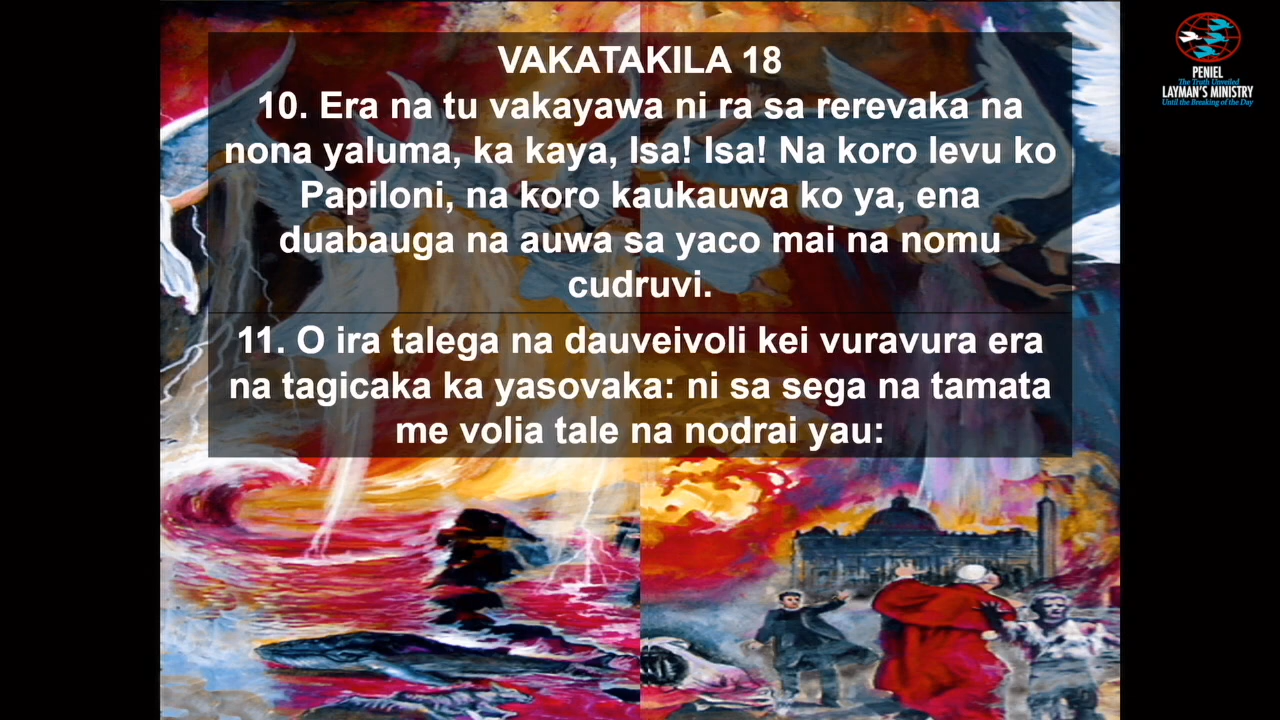 VAKATAKILA 18
10. Era na tu vakayawa ni ra sa rerevaka na
nona yaluma, ka kaya, Isa! Isa! Na koro levu ko
Papiloni, na koro kaukauwa ko ya, ena
duabauga na auwa sa yaco mai na nomu
cudruvi.
11. O ira talega na dauveivoli kei vuravura era
na tagicaka ka yasovaka: ni sa sega na tamata
me volia tale na nodrai yau:
PENIEL
The Truth Unveiled
LAYMAN'S MINISTRY
Until the Breaking of the Day